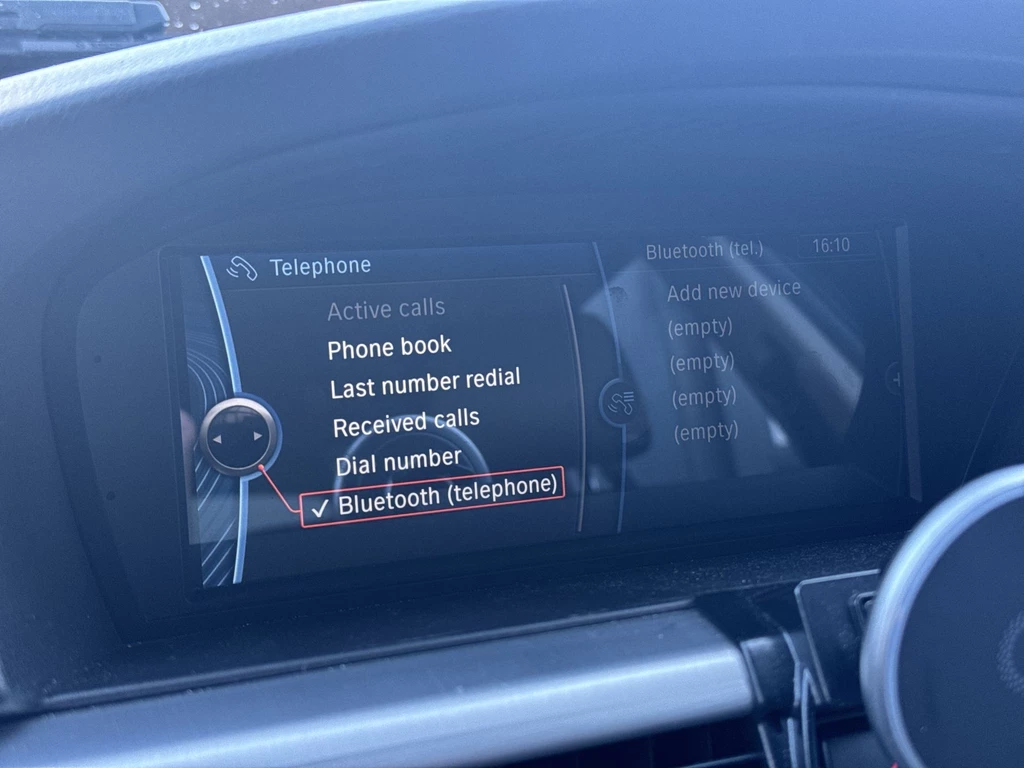 Telephone
Active calls
Phone book
Last number redial
Received calls
Dial number
✓ Bluetooth (telephone)
Bluetooth (tel.)
16:10
Add new device
(empty)
(empty)
(empty)
(empty)